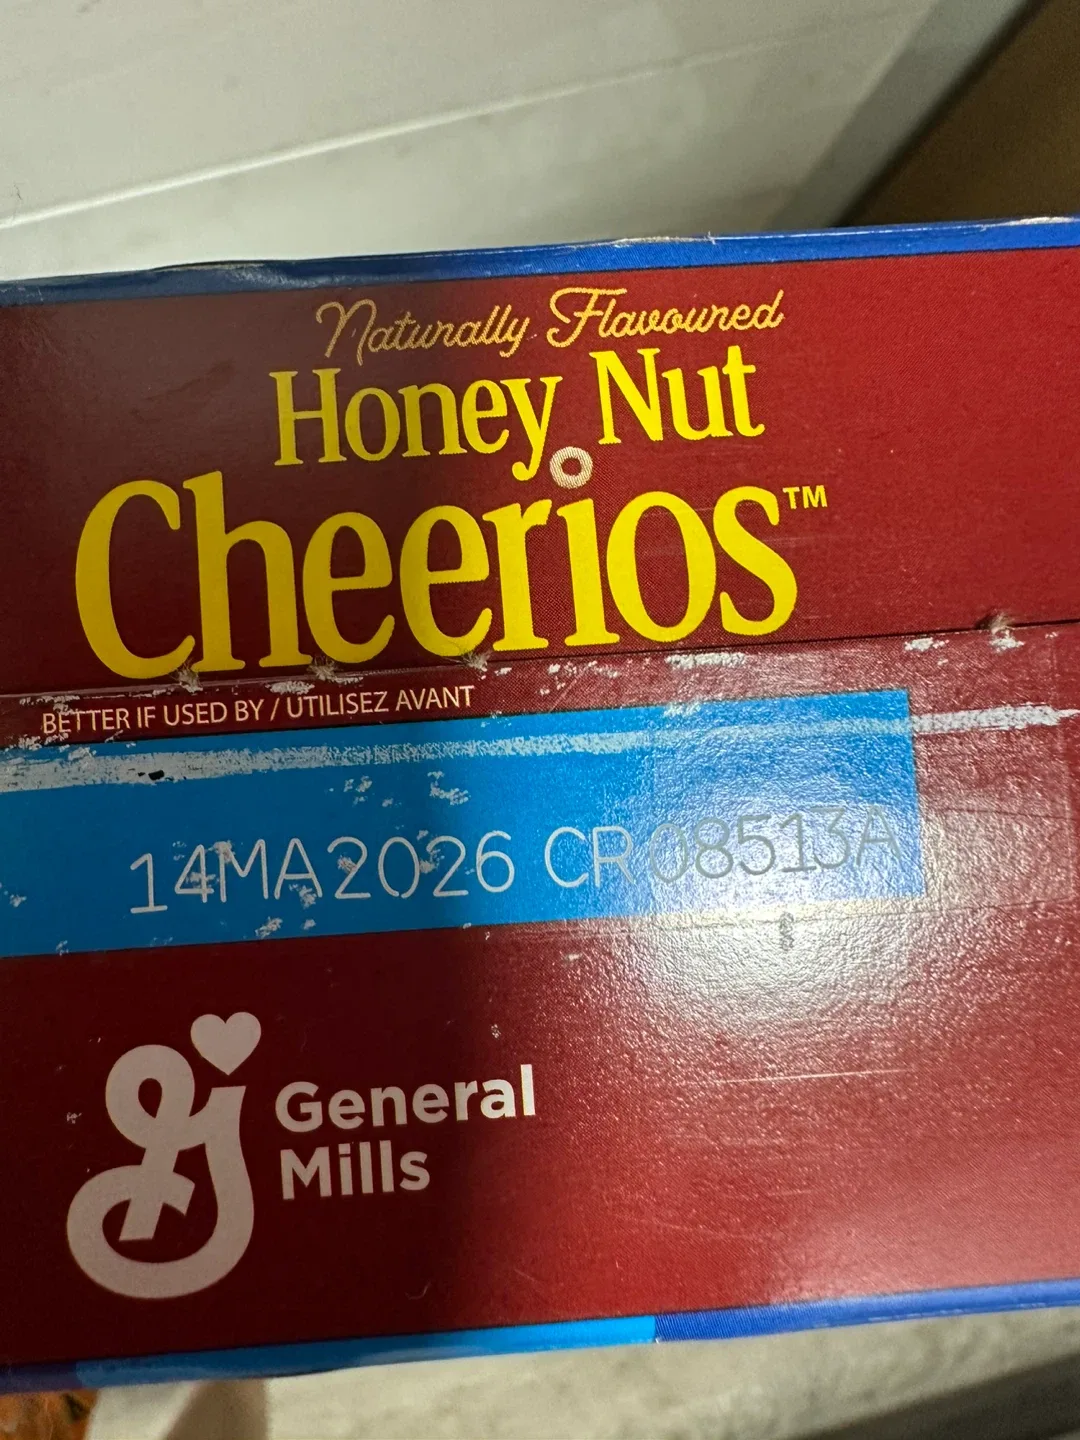 Naturally Flavoured
Honey Nut
Cheerios™
BETTER IF USED BY / UTILISEZ AVANT
14MA2026 CR08513A
General
Mills